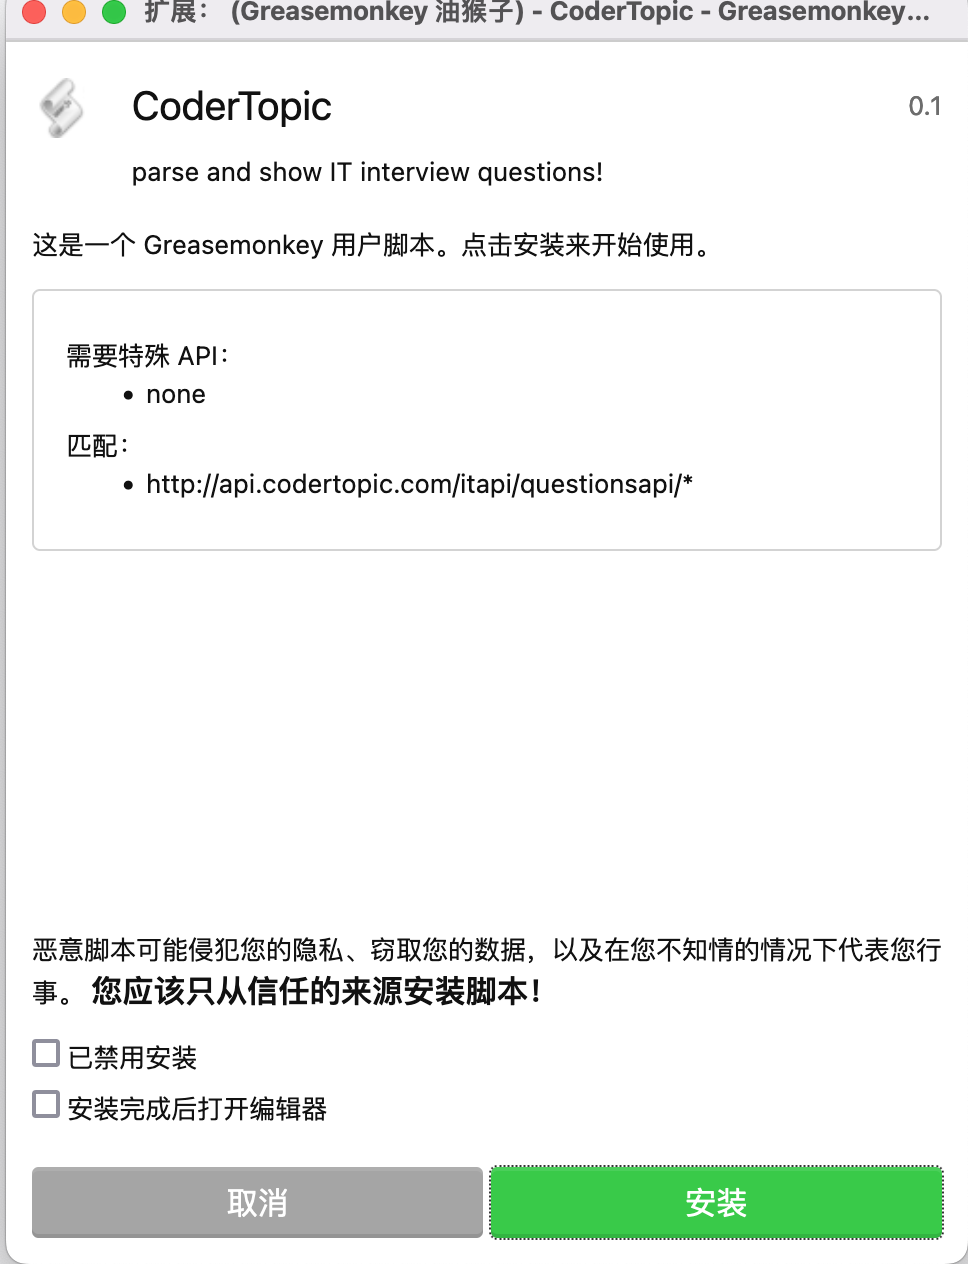 扩展： (Greasemonkey 油猴子) - CoderTopic - Greasemonkey...
CoderTopic
0.1
parse and show IT interview questions!
这是一个 Greasemonkey 用户脚本。点击安装来开始使用。
需要特殊 API：
• none
匹配：
• http://api.codertopic.com/itapi/questionsapi/*
恶意脚本可能侵犯您的隐私、窃取您的数据，以及在您不知情的情况下代表您行
事。 您应该只从信任的来源安装脚本！
已禁用安装
安装完成后打开编辑器
取消
安装